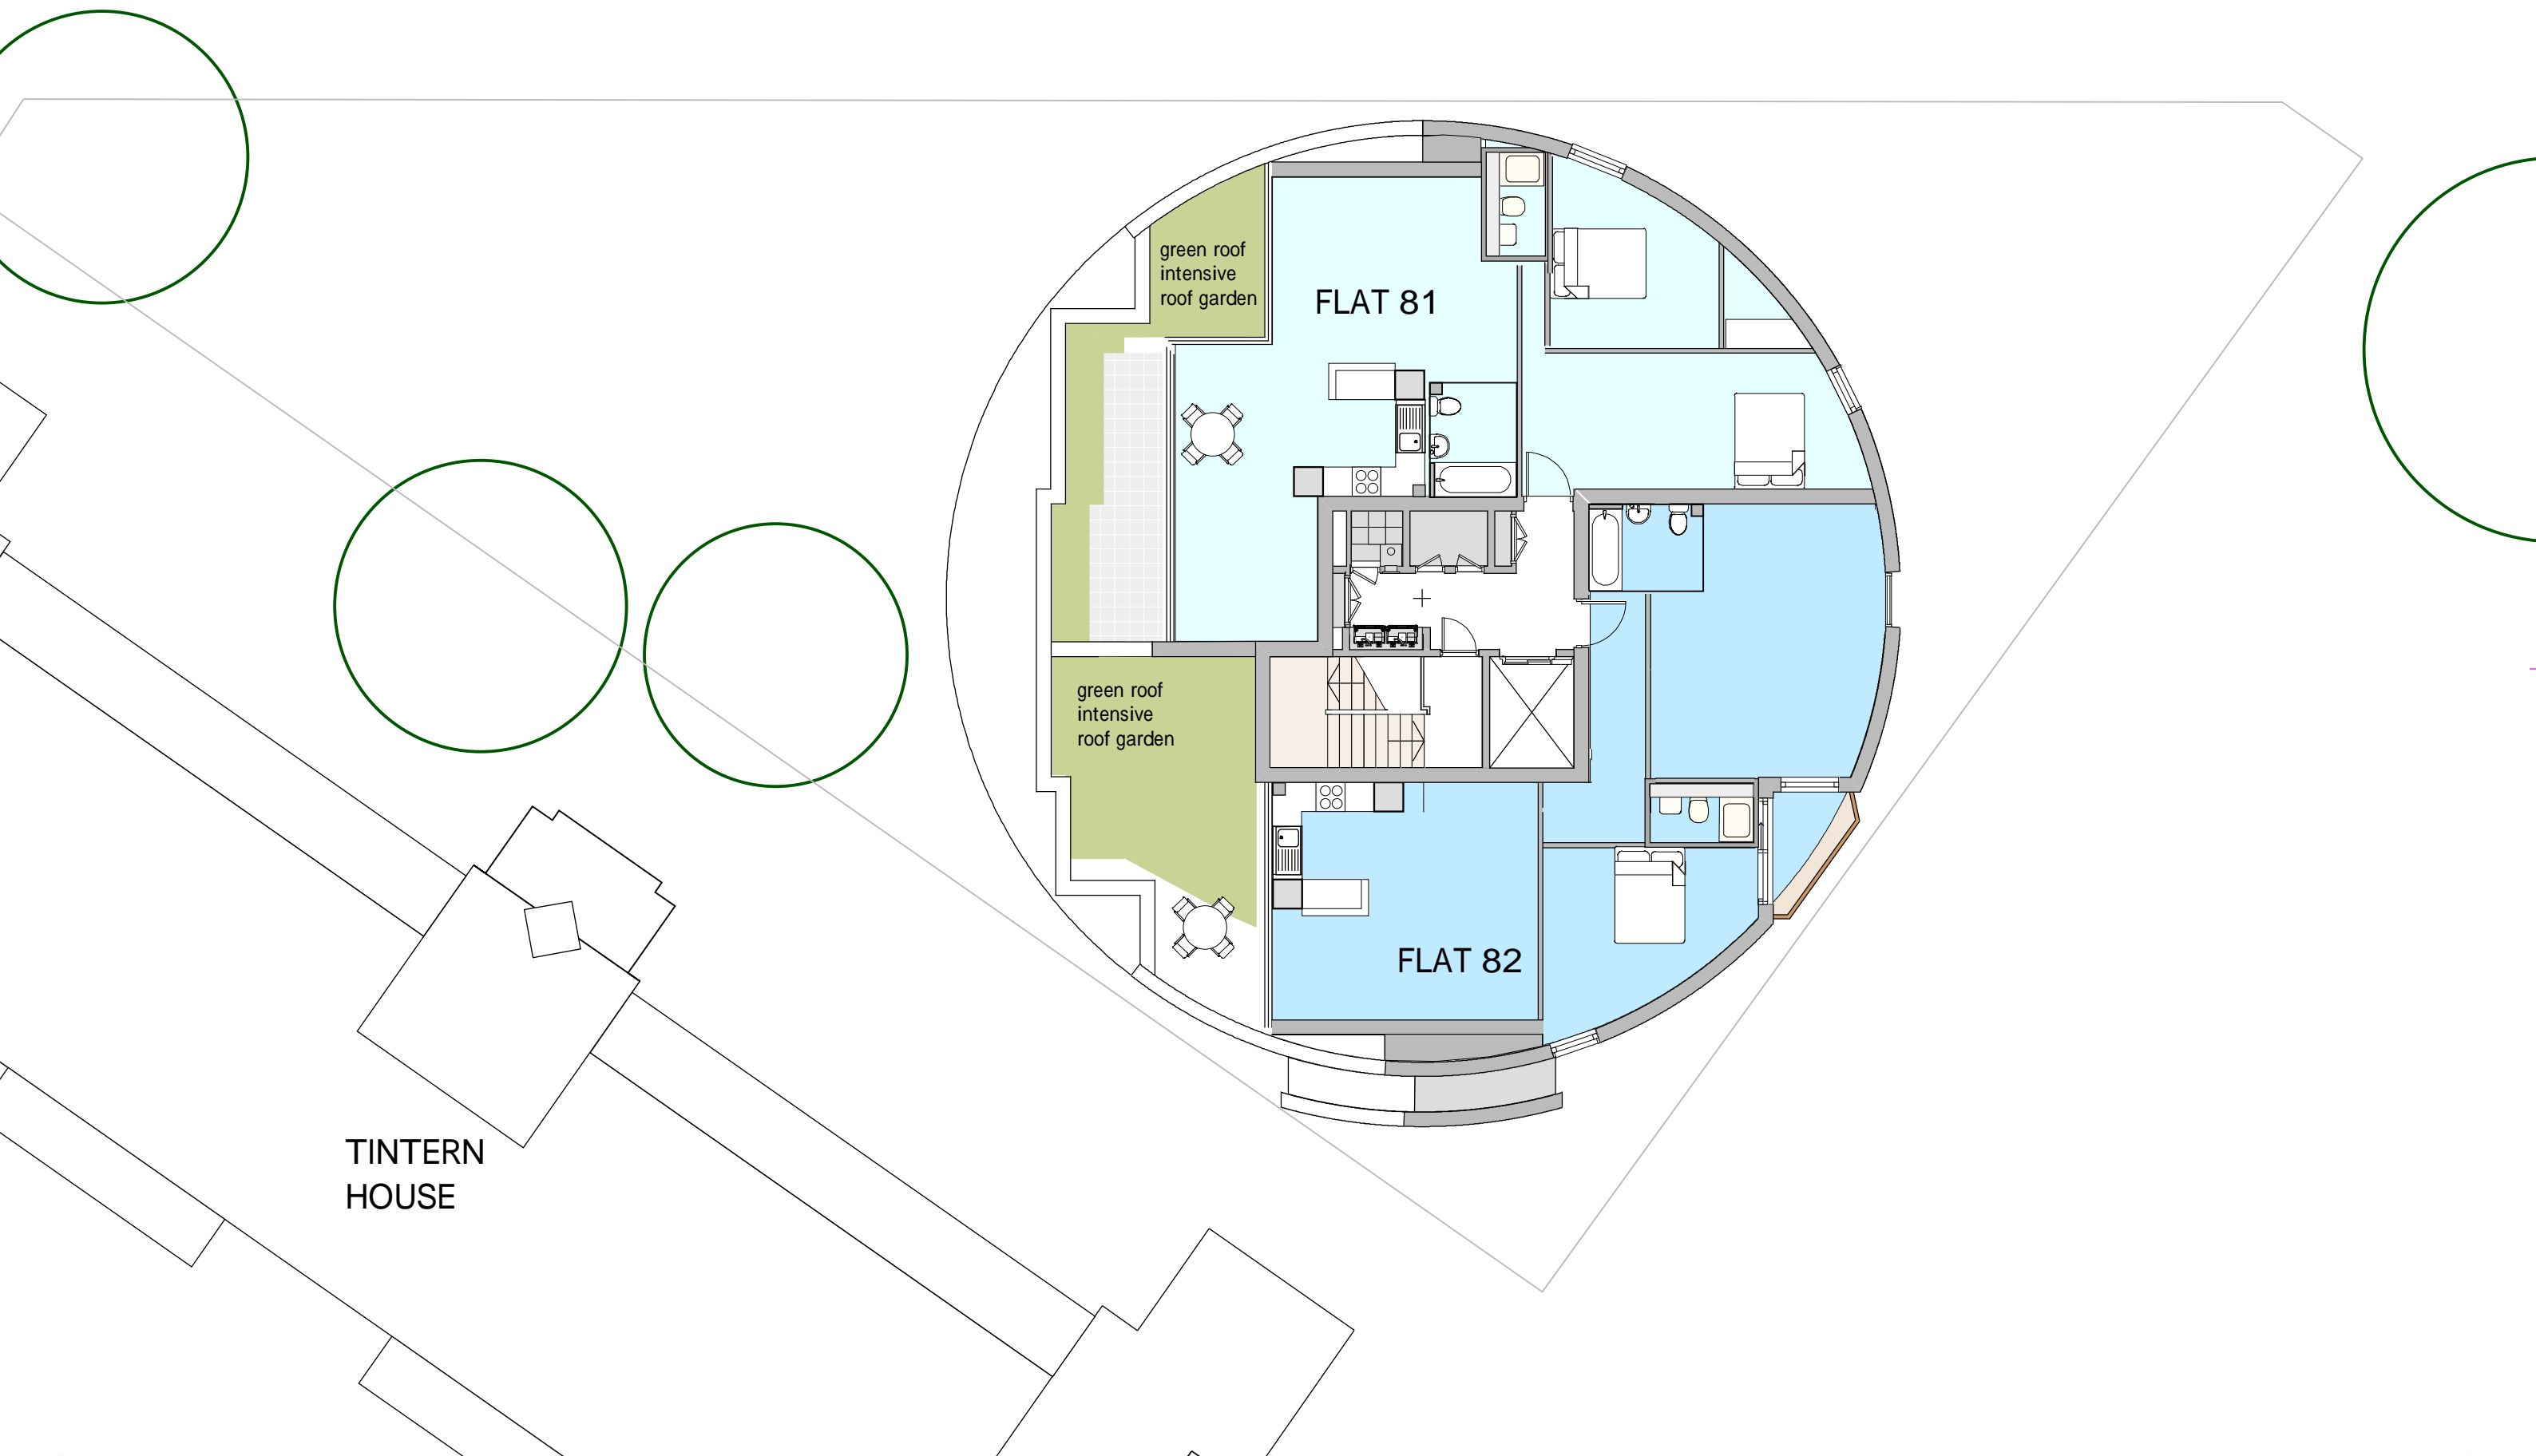 green roof
intensive
roof garden
FLAT 81
green roof
intensive
roof garden
FLAT 82
TINTERN
HOUSE